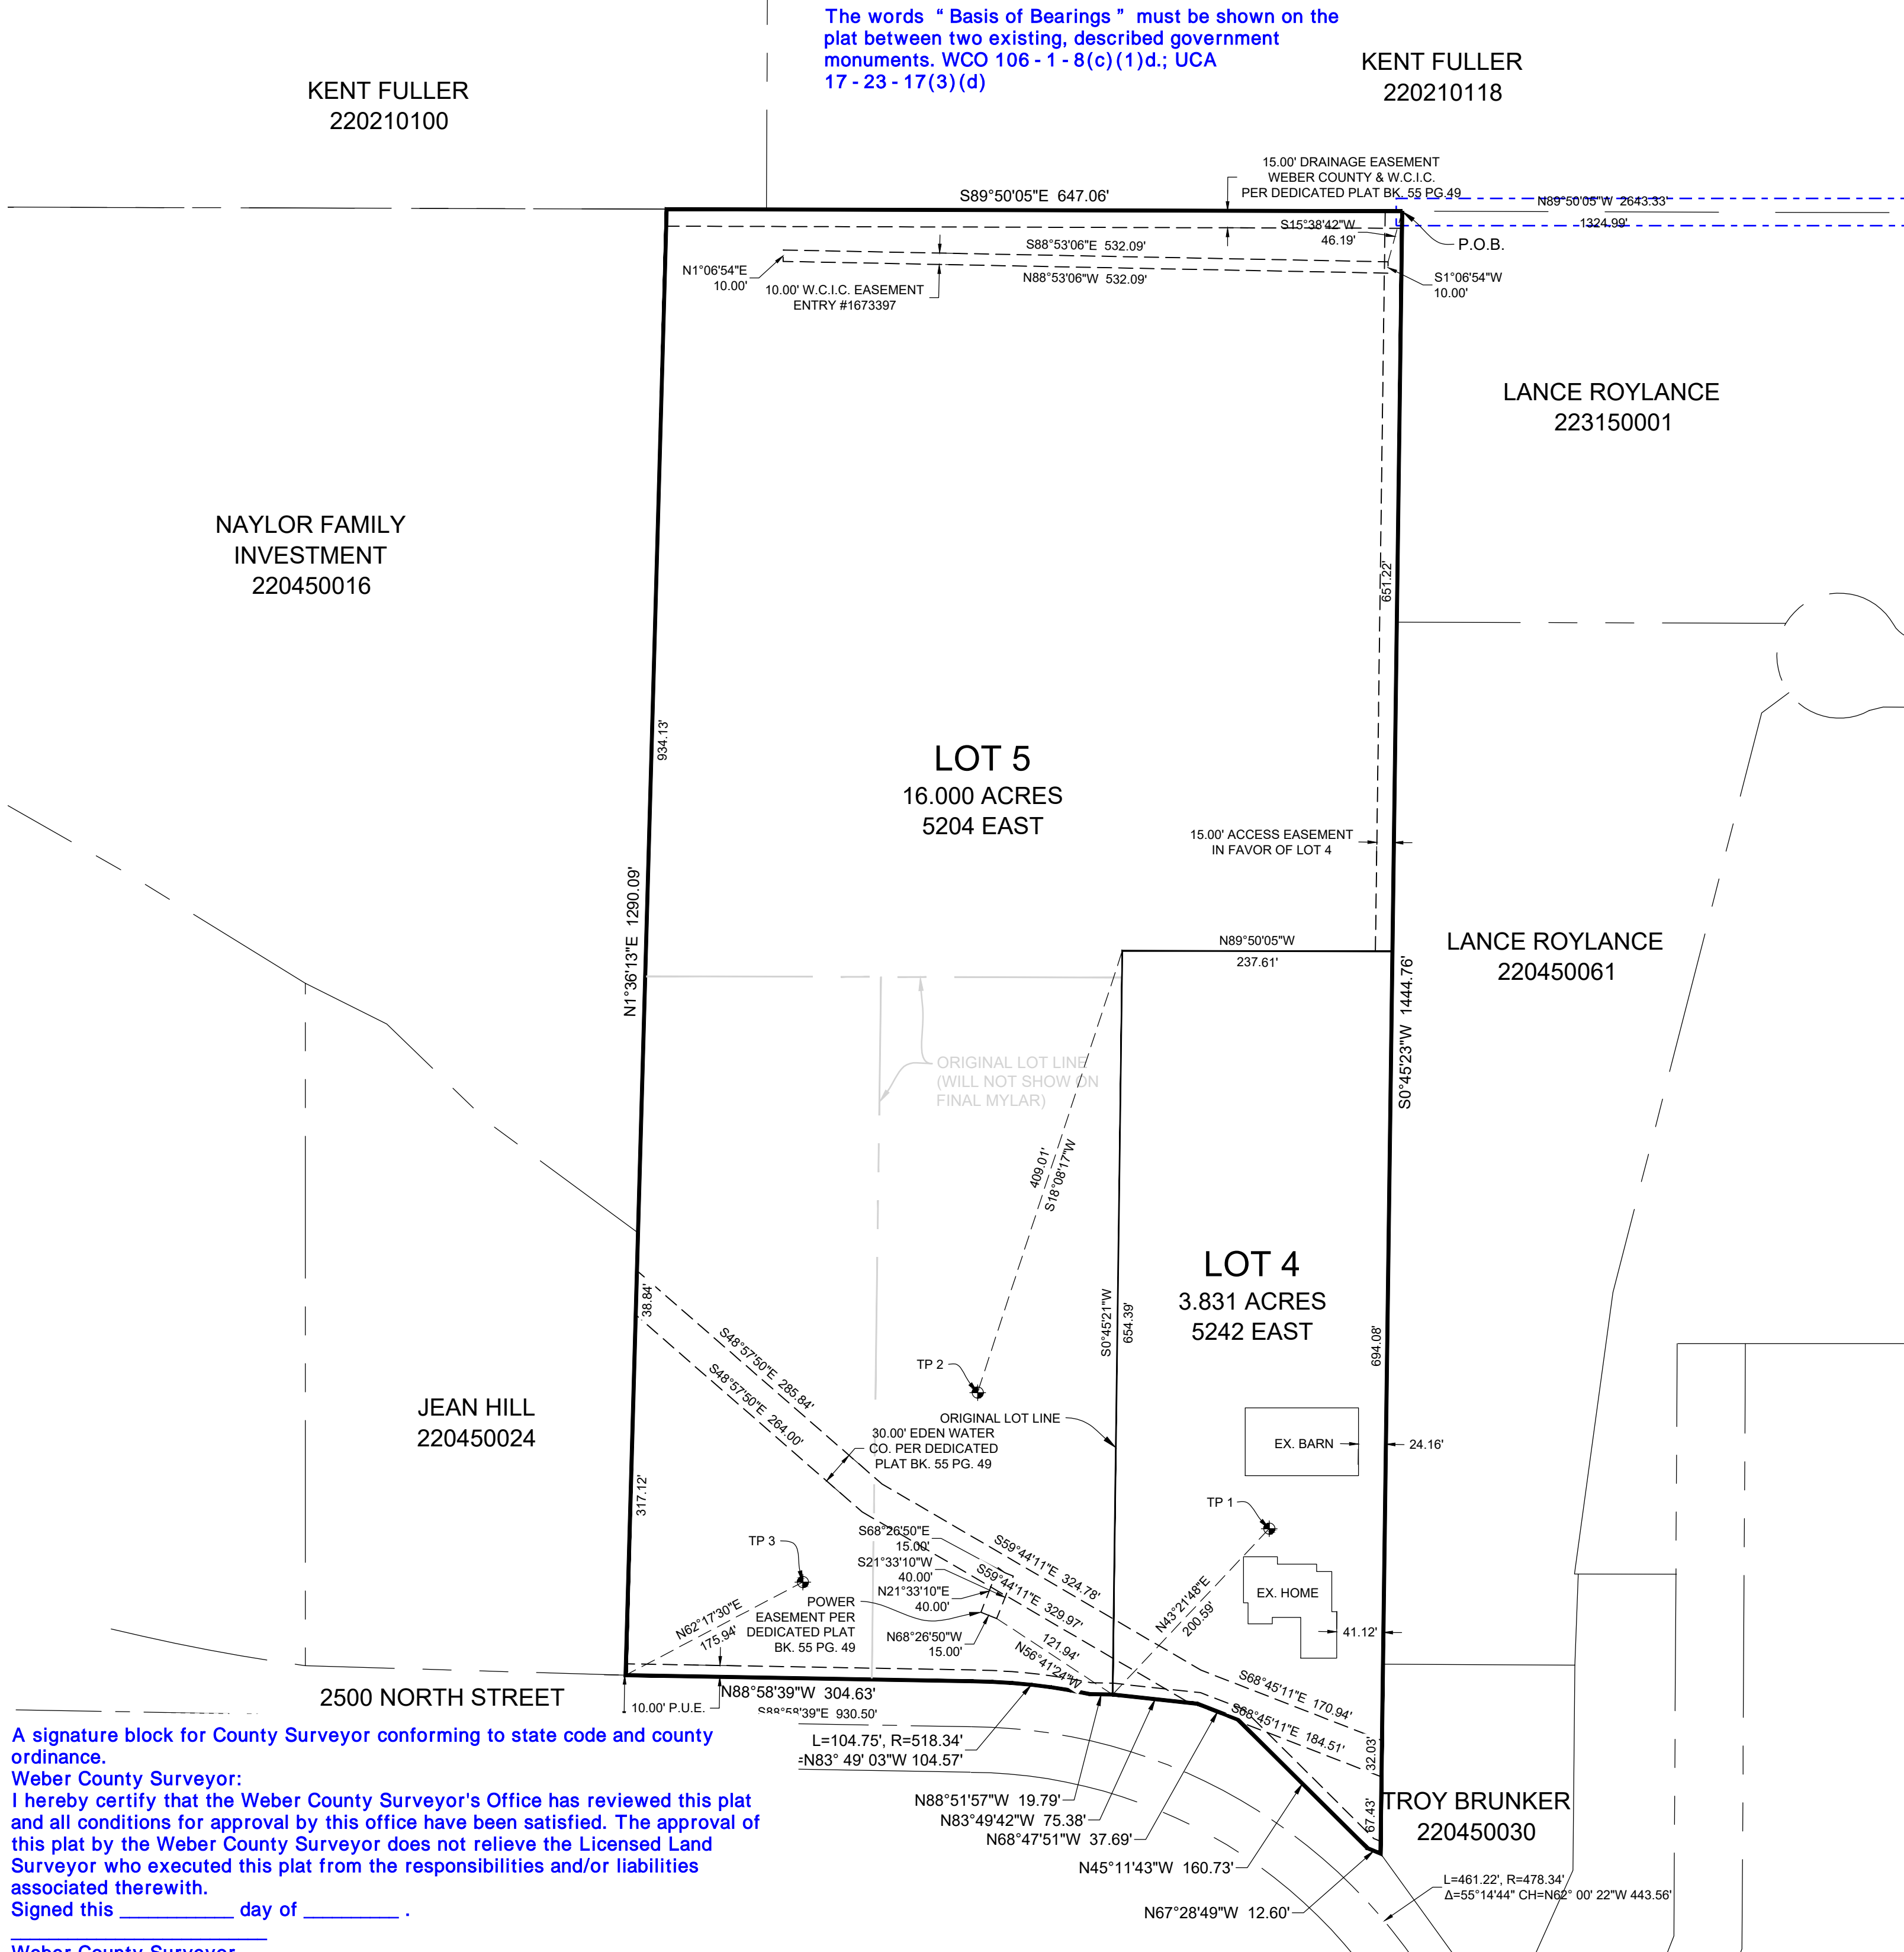 The words “ Basis of Bearings ” must be shown on the
plat between two existing, described government
monuments. WCO 106 - 1 - 8(c)(1)d.; UCA
17 - 23 - 17(3)(d)
KENT FULLER
220210100
KENT FULLER
220210118
15.00' DRAINAGE EASEMENT
WEBER COUNTY & W.C.I.C.
PER DEDICATED PLAT BK. 55 PG.49
S89°50'05"E 647.06'
N89°50'05"W 2643.33'
1324.99'
S15°38'42"W
46.19'
P.O.B.
S88°53'06"E 532.09'
N1°06'54"E
10.00'
N88°53'06"W 532.09'
S1°06'54"W
10.00'
10.00' W.C.I.C. EASEMENT
ENTRY #1673397
LANCE ROYLANCE
223150001
NAYLOR FAMILY
INVESTMENT
220450016
651.22'
934.13'
LOT 5
16.000 ACRES
5204 EAST
15.00' ACCESS EASEMENT
IN FAVOR OF LOT 4
N1°36'13"E 1290.09'
N89°50'05"W
237.61'
LANCE ROYLANCE
220450061
S0°45'23"W 1444.76'
ORIGINAL LOT LINE
(WILL NOT SHOW ON
FINAL MYLAR)
409.01'
S18°08'17"W
LOT 4
3.831 ACRES
5242 EAST
38.84'
S0°45'21"W
654.39'
694.08'
S48°57'50"E 285.84'
S48°57'50"E 264.00'
TP 2
JEAN HILL
220450024
ORIGINAL LOT LINE
30.00' EDEN WATER
CO. PER DEDICATED
PLAT BK. 55 PG. 49
EX. BARN
24.16'
317.12'
TP 1
S68°26'50"E
15.00'
TP 3
S21°33'10"W
40.00'
N21°33'10"E
40.00'
S59°44'11"E 324.78'
S59°44'11"E 329.97'
EX. HOME
N43°21'48"E
200.59'
POWER
EASEMENT PER
DEDICATED PLAT
BK. 55 PG. 49
N62°17'30"E
175.94'
N68°26'50"W
15.00'
121.94'
N56°41'24"W
41.12'
S68°45'11"E 170.94'
S68°45'11"E 184.51'
32.03'
67.43'
2500 NORTH STREET
10.00' P.U.E.
N88°58'39"W 304.63'
S88°58'39"E 930.50'
L=104.75', R=518.34'
=N83° 49' 03"W 104.57'
N88°51'57"W 19.79'
N83°49'42"W 75.38'
N68°47'51"W 37.69'
N45°11'43"W 160.73'
N67°28'49"W 12.60'
TROY BRUNKER
220450030
L=461.22', R=478.34'
Δ=55°14'44" CH=N62° 00' 22"W 443.56'
A signature block for County Surveyor conforming to state code and county
ordinance.
Weber County Surveyor:
I hereby certify that the Weber County Surveyor's Office has reviewed this plat
and all conditions for approval by this office have been satisfied. The approval of
this plat by the Weber County Surveyor does not relieve the Licensed Land
Surveyor who executed this plat from the responsibilities and/or liabilities
associated therewith.
Signed this ____________ day of __________ .
Weber County Surveyor